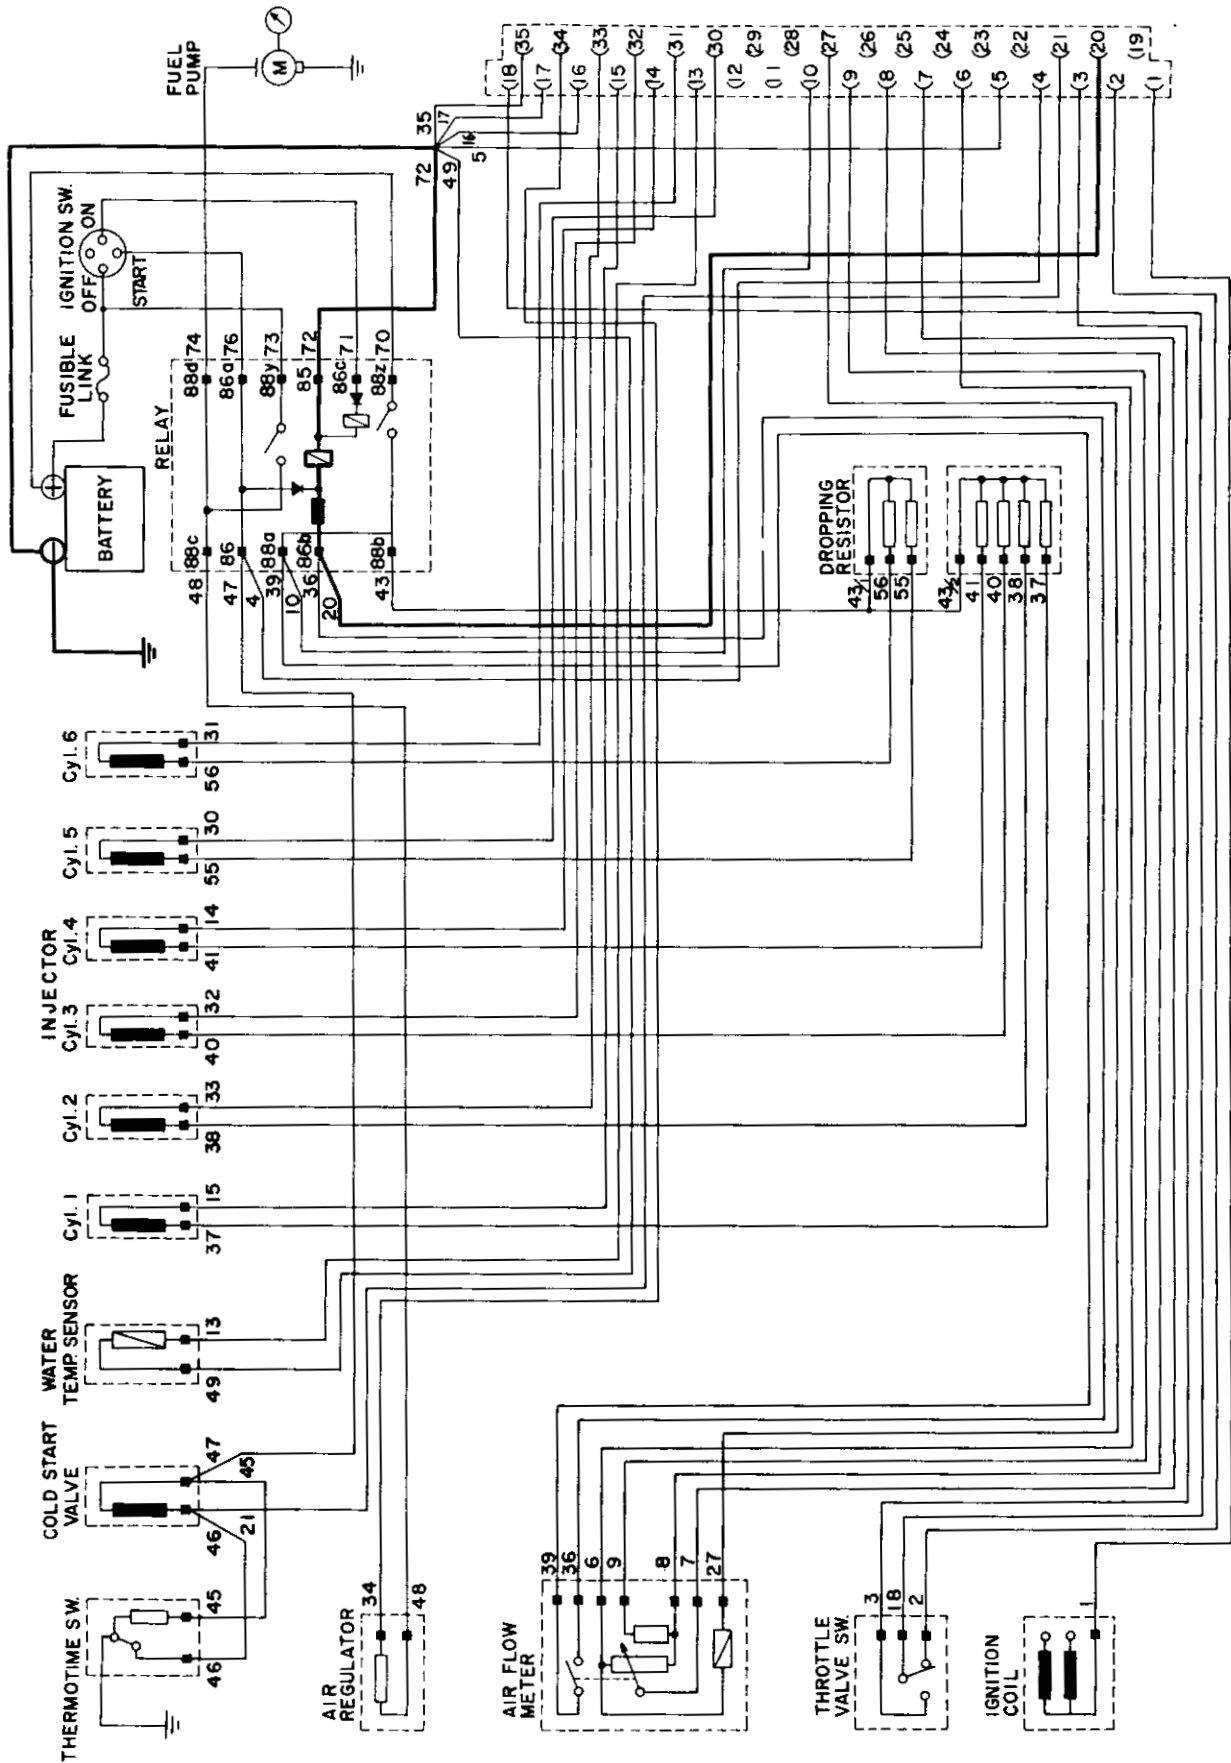 THERMOTIME SW.
46
45
COLD START
VALVE
46
47
21
45
WATER
TEMP. SENSOR
49
13
INJECTOR
Cyl. 1
37
15
Cyl. 2
38
33
Cyl. 3
40
32
Cyl. 4
41
14
Cyl. 5
55
30
Cyl. 6
56
31
BATTERY
FUSIBLE
LINK
IGNITION SW.
OFF
ON
START
FUEL
PUMP
M
RELAY
48
88c
88d
74
47
86
86a
76
4
39
88a
88y
73
10
36
86b
85
72
20
86c
71
43
88b
88z
70
72
35
49
17
16
5
AIR
REGULATOR
34
48
AIR FLOW
METER
39
36
6
9
8
7
27
THROTTLE
VALVE SW.
3
18
2
IGNITION
COIL
1
DROPPING
RESISTOR
43/1
56
55
43/2
41
40
38
37
(18
(35
(17
(34
(16
(33
(15
(32
(14
(31
(13
(30
(12
(29
(11
(28
(10
(27
(9
(26
(8
(25
(7
(24
(6
(23
(5
(22
(4
(21
(3
(20
(2
(19
(1